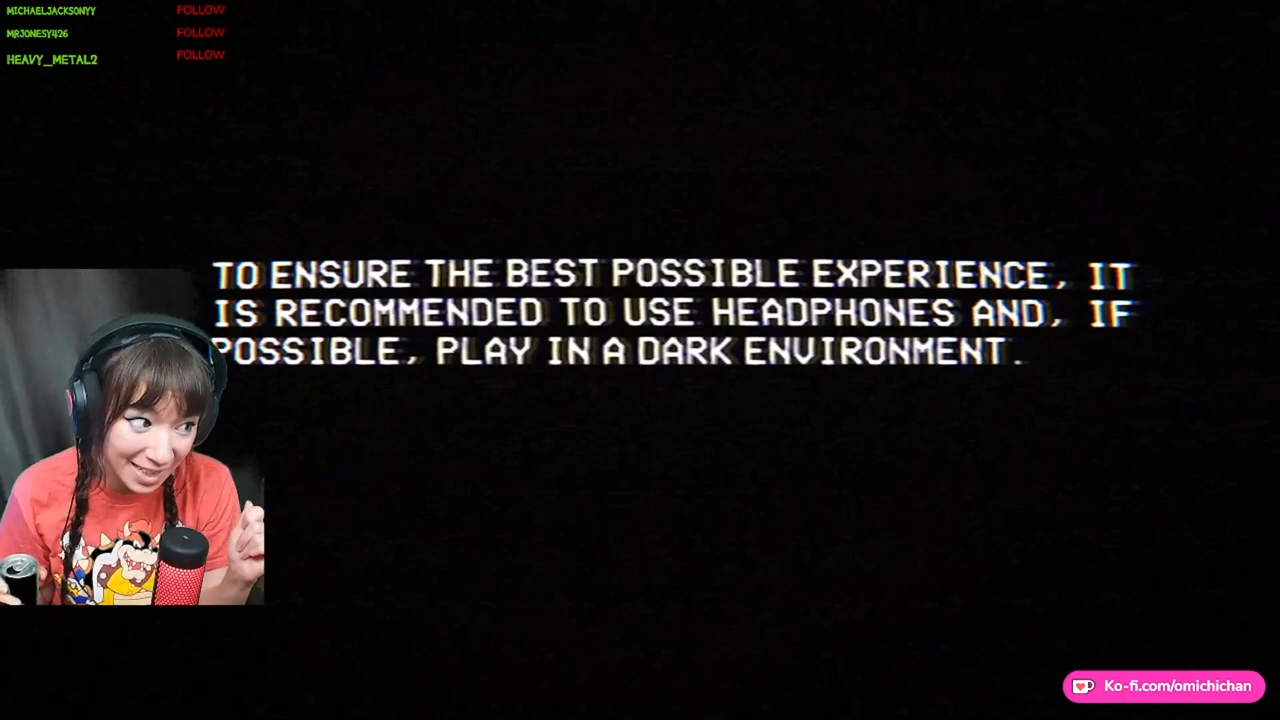 MICHAELJACKSONYY FOLLOW
MRJONESY426 FOLLOW
HEAVY_METAL2 FOLLOW
TO ENSURE THE BEST POSSIBLE EXPERIENCE, IT
IS RECOMMENDED TO USE HEADPHONES AND, IF
POSSIBLE, PLAY IN A DARK ENVIRONMENT.
Ko-fi.com/omichichan